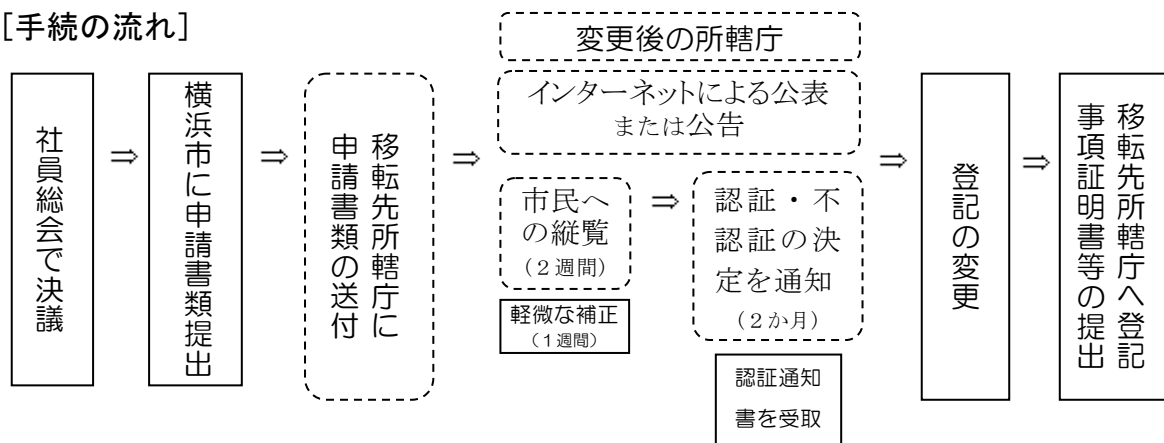 [手続の流れ]
社員総会で決議
⇒
横浜市に申請書類提出
⇒
移転先所轄庁に
申請書類の送付
⇒
変更後の所轄庁
インターネットによる公表
または公告
市民へ
の縦覧
（２週間）
軽微な補正
（１週間）
⇒
認証・不
認証の決
定を通知
（２か月）
認証通知
書を受取
⇒
登記の変更
⇒
移転先所轄庁へ登記
事項証明書等の提出